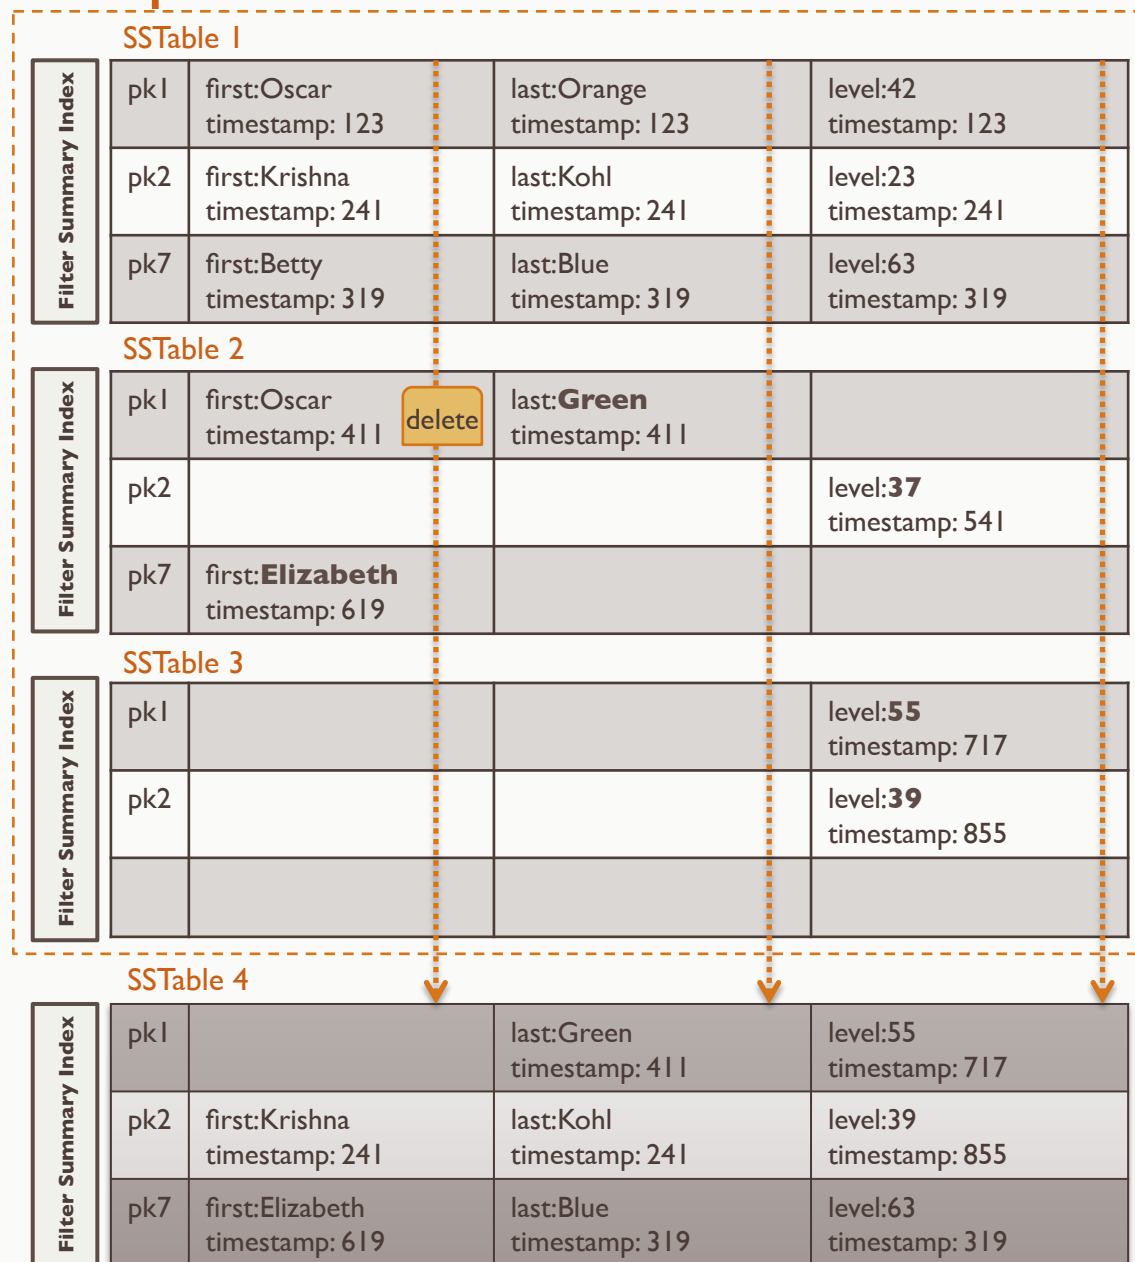 SSTable 1
Filter Summary Index
pk1
first:Oscar
timestamp: 123
last:Orange
timestamp: 123
level:42
timestamp: 123
pk2
first:Krishna
timestamp: 241
last:Kohl
timestamp: 241
level:23
timestamp: 241
pk7
first:Betty
timestamp: 319
last:Blue
timestamp: 319
level:63
timestamp: 319
SSTable 2
Filter Summary Index
pk1
first:Oscar
timestamp: 411
delete
last:Green
timestamp: 411
pk2
level:37
timestamp: 541
pk7
first:Elizabeth
timestamp: 619
SSTable 3
Filter Summary Index
pk1
level:55
timestamp: 717
pk2
level:39
timestamp: 855
SSTable 4
Filter Summary Index
pk1
last:Green
timestamp: 411
level:55
timestamp: 717
pk2
first:Krishna
timestamp: 241
last:Kohl
timestamp: 241
level:39
timestamp: 855
pk7
first:Elizabeth
timestamp: 619
last:Blue
timestamp: 319
level:63
timestamp: 319